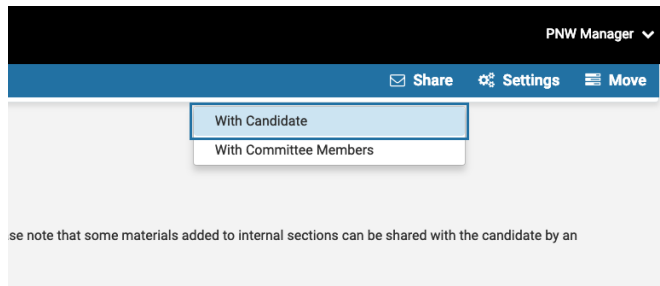 PNW Manager
Share Settings Move
With Candidate
With Committee Members
se note that some materials added to internal sections can be shared with the candidate by an